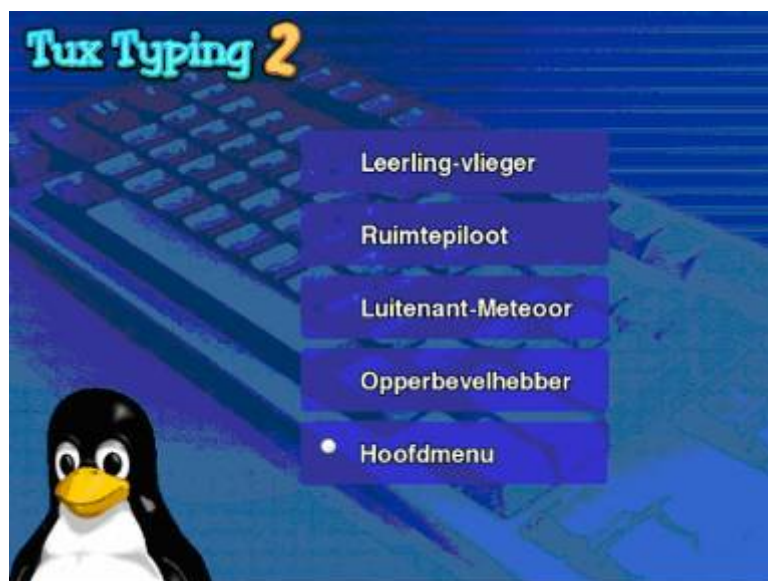 Tux Typing 2
Leerling-vlieger
Ruimtepiloot
Luitenant-Meteoor
Opperbevelhebber
Hoofdmenu